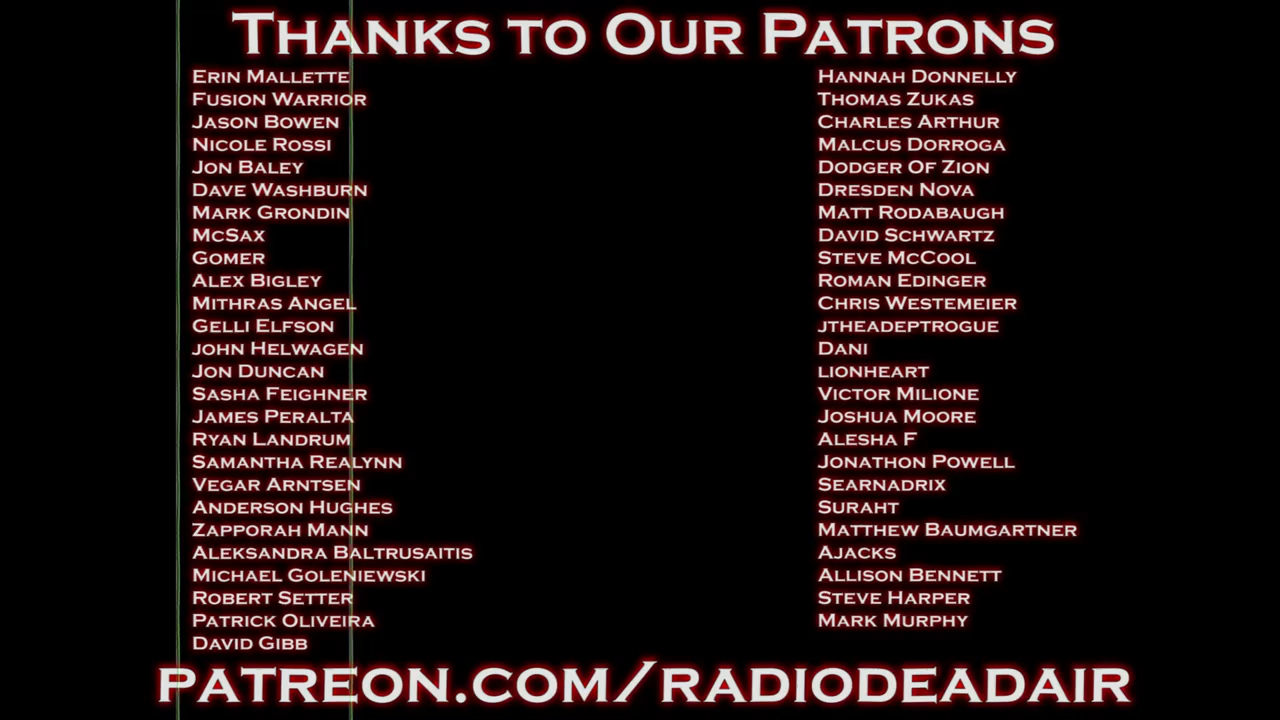 THANKS TO OUR PATRONS
ERIN MALLETTE
FUSION WARRIOR
JASON BOWEN
NICOLE ROSSI
JON BALEY
DAVE WASHBURN
MARK GRONDIN
MCSAX
GOMER
ALEX BIGLEY
MITHRAS ANGEL
GELLI ELFSON
JOHN HELWAGEN
JON DUNCAN
SASHA FEIGHNER
JAMES PERALTA
RYAN LANDRUM
SAMANTHA REALYNN
VEGAR ARNTSEN
ANDERSON HUGHES
ZAPPORAH MANN
ALEKSANDRA BALTRUSAITIS
MICHAEL GOLENIEWSKI
ROBERT SETTER
PATRICK OLIVEIRA
DAVID GIBB
HANNAH DONNELLY
THOMAS ZUKAS
CHARLES ARTHUR
MALCUS DORROGA
DODGER OF ZION
DRESDEN NOVA
MATT RODABAUGH
DAVID SCHWARTZ
STEVE MCCOOL
ROMAN EDINGER
CHRIS WESTEMEIER
JTHEADEPTROGUE
DANI
LIONHEART
VICTOR MILIONE
JOSHUA MOORE
ALESHA F
JONATHON POWELL
SEARNADRIX
SURAHT
MATTHEW BAUMGARTNER
AJACKS
ALLISON BENNETT
STEVE HARPER
MARK MURPHY
PATREON.COM/RADIODEADAIR